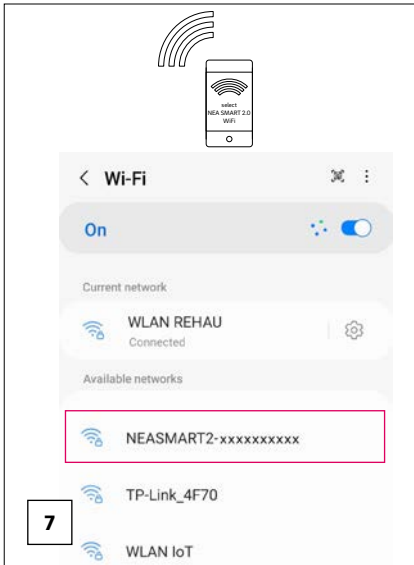 select
NEA SMART 2.0
WiFi
Wi-Fi
On
Current network
WLAN REHAU
Connected
Available networks
NEASMART2-xxxxxxxxxx
TP-Link_4F70
7
WLAN IoT